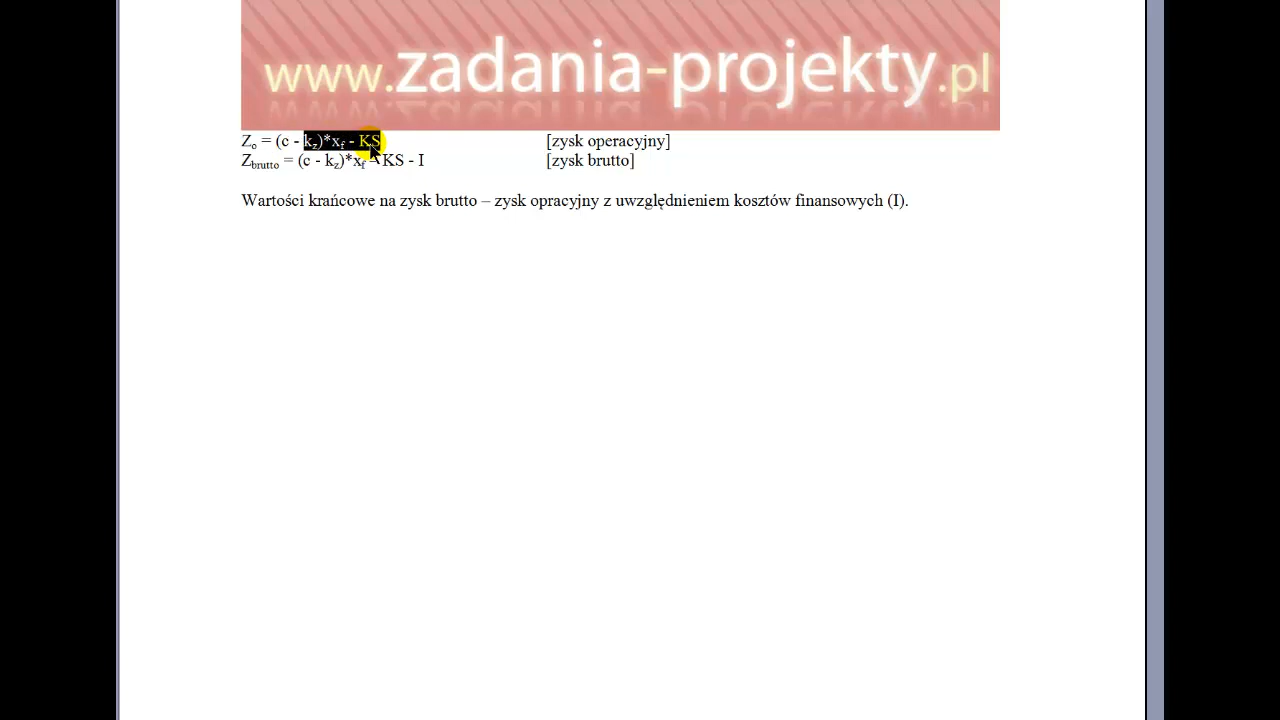 www.zadania-projekty.pl
Zo = (c - kz)*xf - KS [zysk operacyjny]
Zbrutto = (c - kz)*xf - KS - I [zysk brutto]
Wartości krańcowe na zysk brutto – zysk opracyjny z uwzględnieniem kosztów finansowych (I).